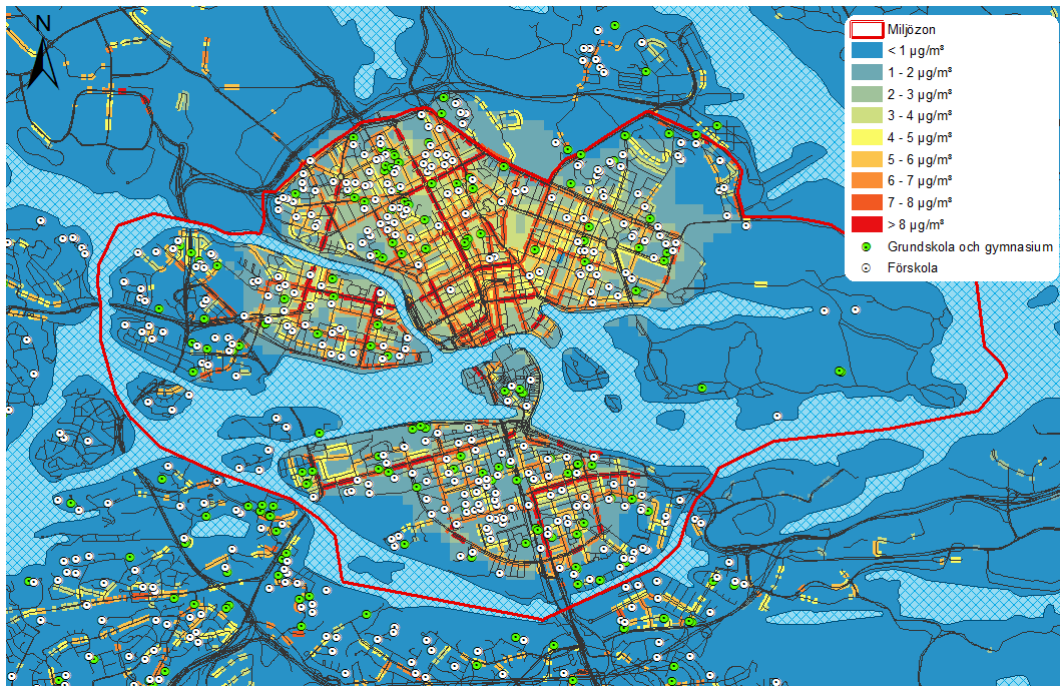 N
Miljözon
< 1 µg/m³
1 - 2 µg/m³
2 - 3 µg/m³
3 - 4 µg/m³
4 - 5 µg/m³
5 - 6 µg/m³
6 - 7 µg/m³
7 - 8 µg/m³
> 8 µg/m³
Grundskola och gymnasium
Förskola